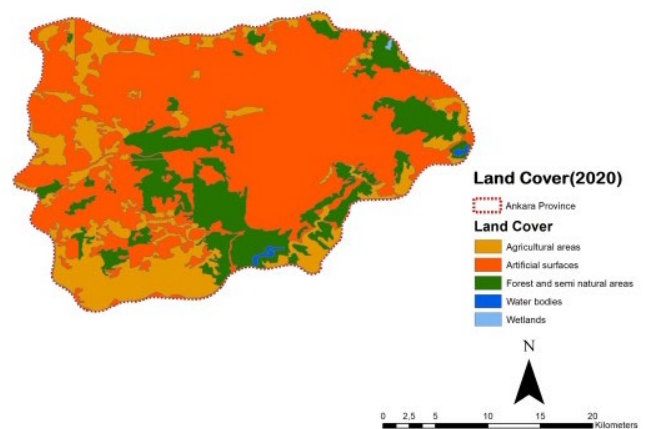 Land Cover(2020)
Ankara Province
Land Cover
Agricultural areas
Artificial surfaces
Forest and semi natural areas
Water bodies
Wetlands
N
0 2,5 5 10 15 20
Kilometers